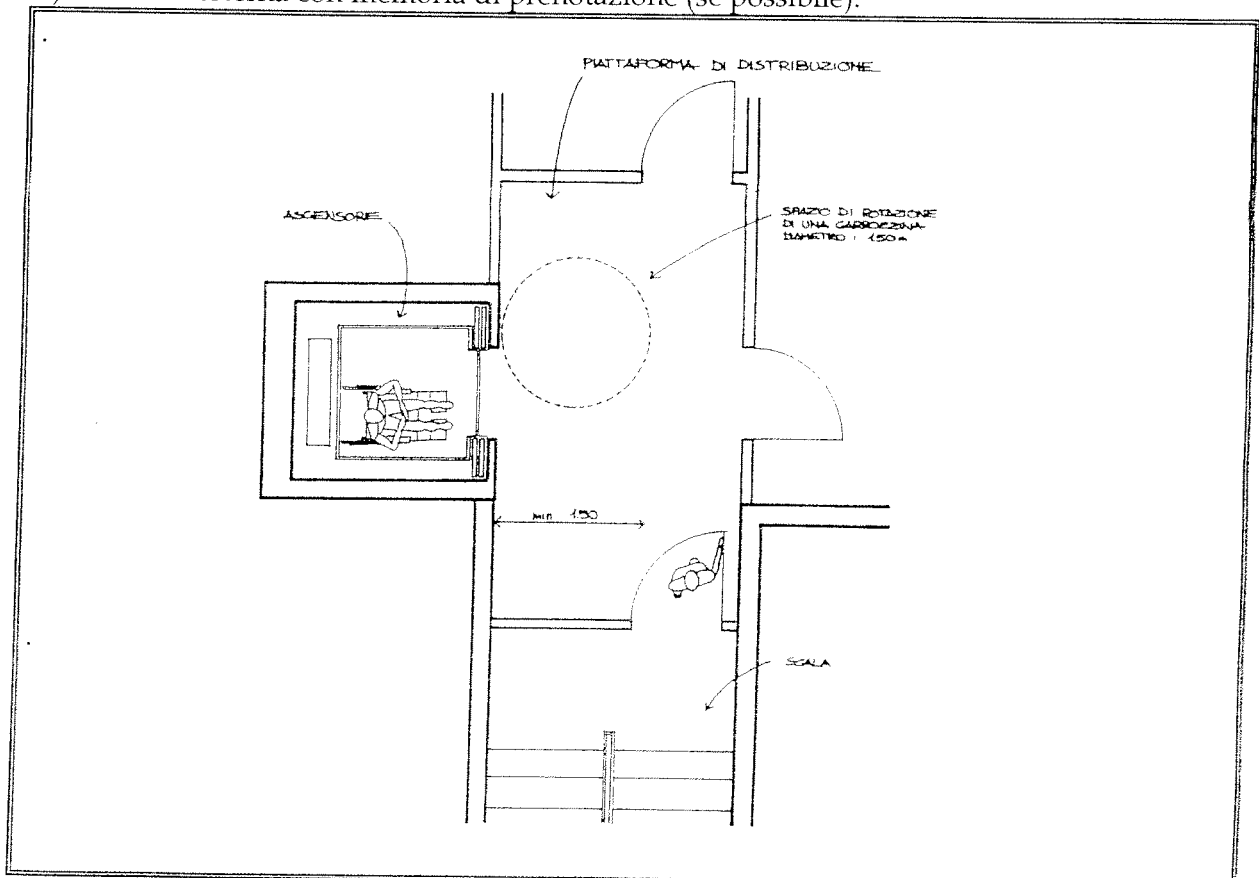 con memoria di prenotazione (se possibile).
PIATTAFORMA DI DISTRIBUZIONE
ASCENSORE
SPAZIO DI ROTAZIONE
DI UNA CARROZZINA
DIAMETRO : 1.50 m
min 1.50
SCALA